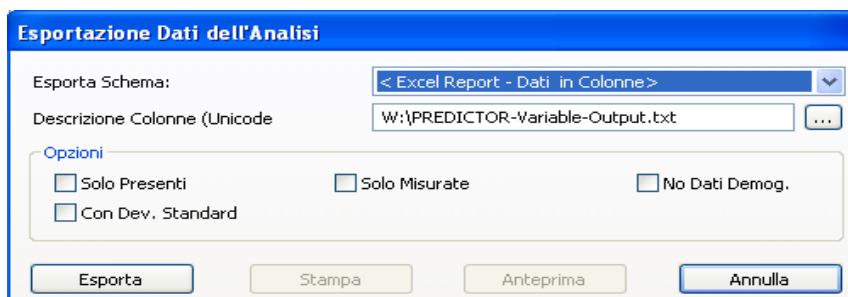 Esportazione Dati dell'Analisi
Esporta Schema: < Excel Report - Dati in Colonne>
Descrizione Colonne (Unicode W:\PREDICTOR-Variable-Output.txt ...
Opzioni
Solo Presenti Solo Misurate No Dati Demog.
Con Dev. Standard
Esporta Stampa Anteprima Annulla